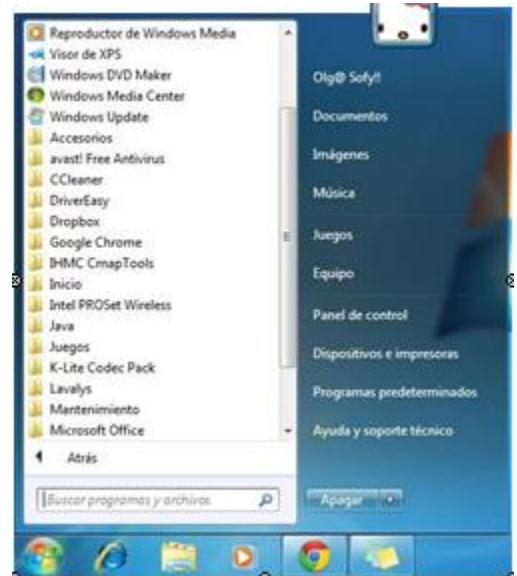 Reproductor de Windows Media
Visor de XPS
Windows DVD Maker
Windows Media Center
Windows Update
Accesorios
avast! Free Antivirus
CCleaner
DriverEasy
Dropbox
Google Chrome
IHMC CmapTools
Inicio
Intel PROSet Wireless
Java
Juegos
K-Lite Codec Pack
Lavalys
Mantenimiento
Microsoft Office
Atrás
Buscar programas y archivos
Olg@ Sofy!!
Documentos
Imágenes
Música
Juegos
Equipo
Panel de control
Dispositivos e impresoras
Programas predeterminados
Ayuda y soporte técnico
Apagar